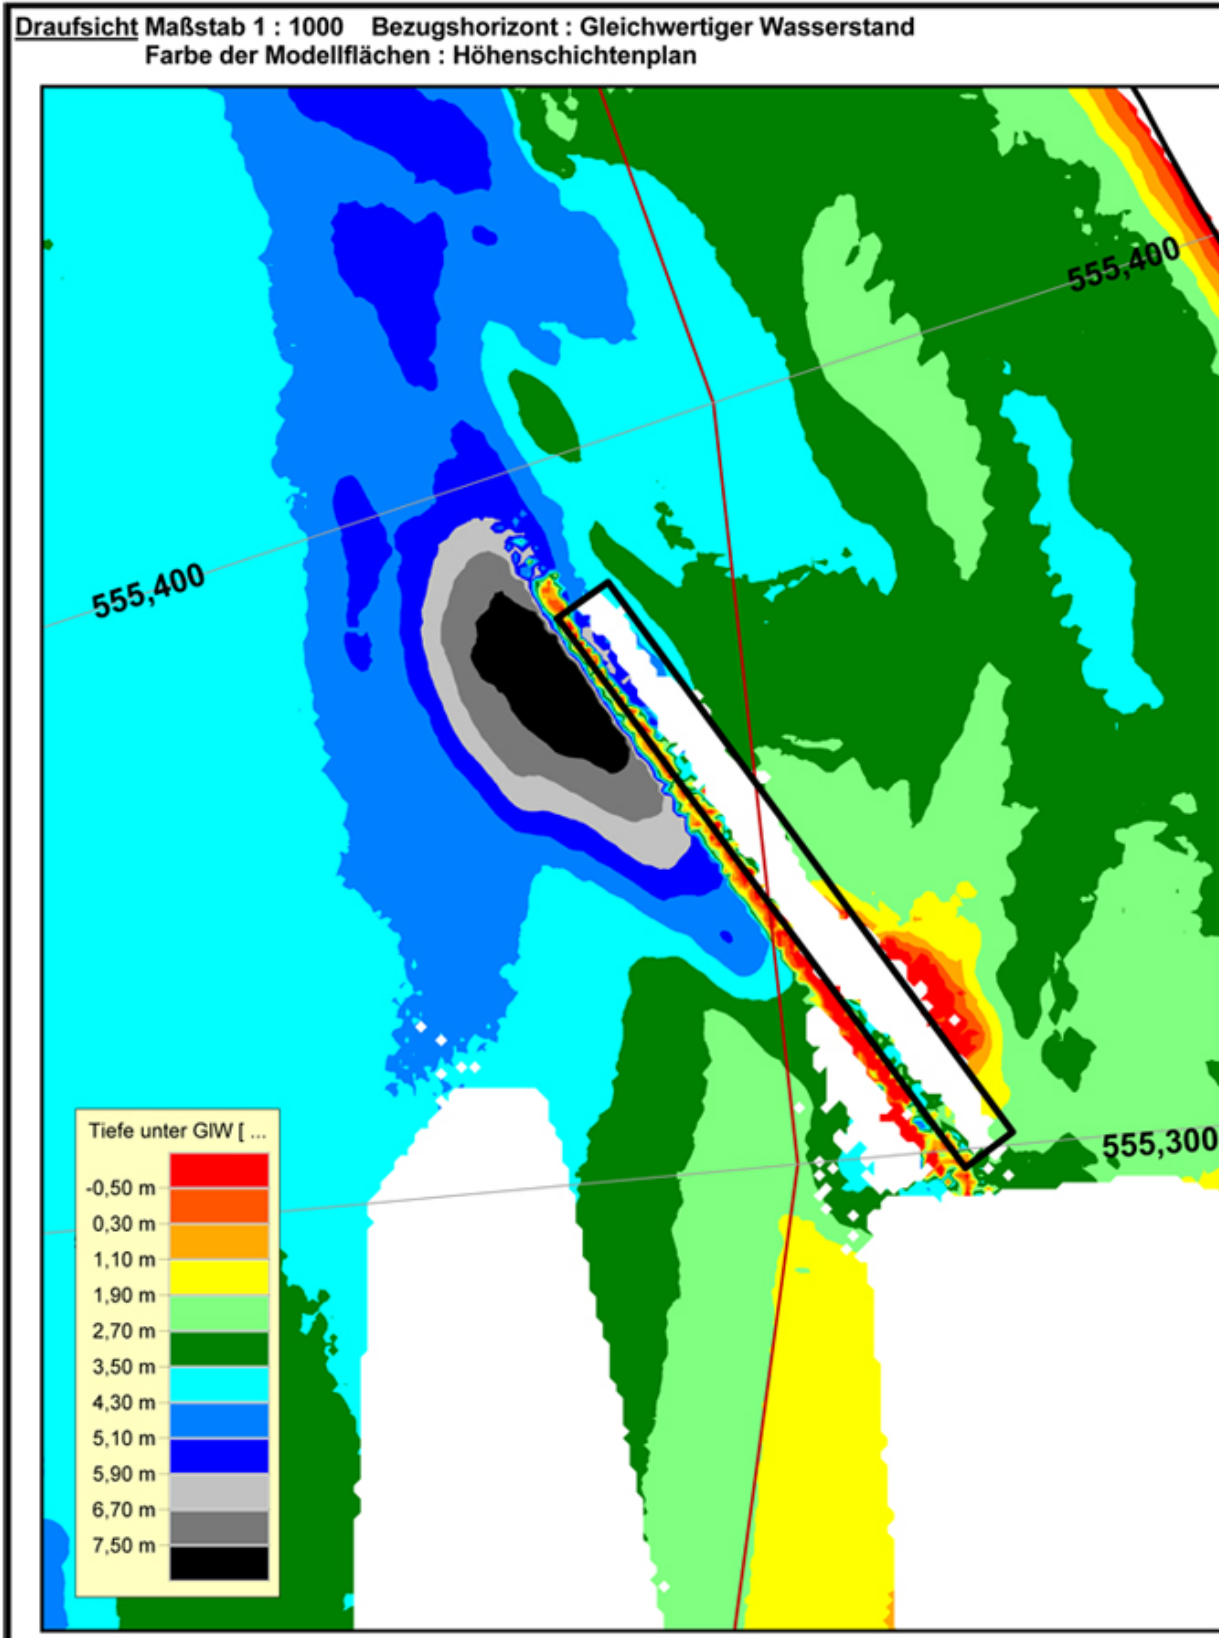 Draufsicht Maßstab 1 : 1000 Bezugshorizont : Gleichwertiger Wasserstand
Farbe der Modellflächen : Höhenschichtenplan
555,400
555,400
555,300
Tiefe unter GlW [ ...
-0,50 m
0,30 m
1,10 m
1,90 m
2,70 m
3,50 m
4,30 m
5,10 m
5,90 m
6,70 m
7,50 m